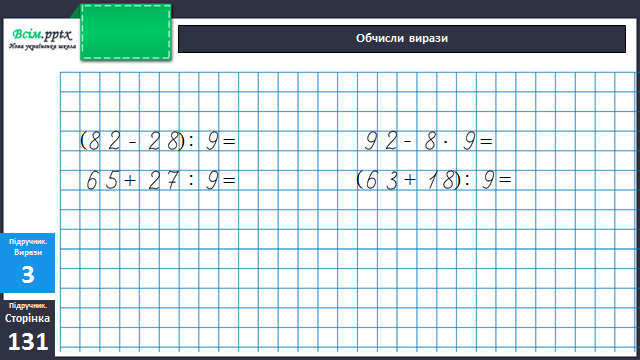 Всім.pptx
Нова українська школа
Обчисли вирази
(82 - 28) : 9 =
92 - 8 · 9 =
65 + 27 : 9 =
(63 + 18) : 9 =
Підручник.
Вирази
3
Підручник.
Сторінка
131